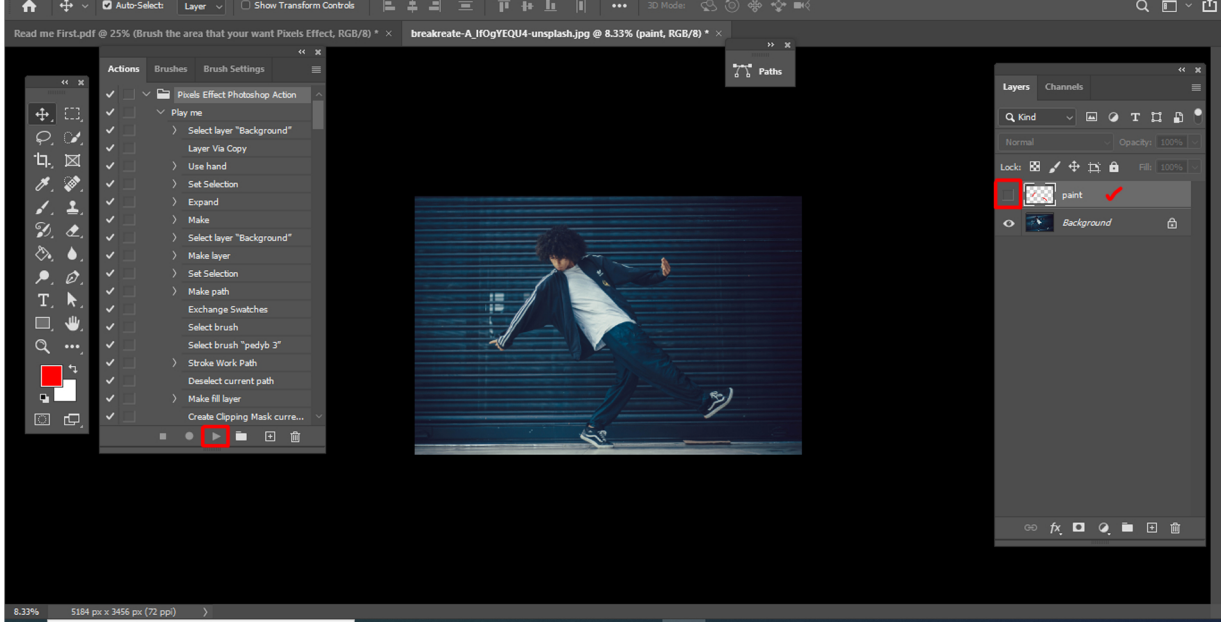 Auto-Select: Layer Show Transform Controls 3D Mode:
Read me First.pdf @ 25% (Brush the area that your want Pixels Effect, RGB/8) * × breakreate-A_IfOgYEQU4-unsplash.jpg @ 8.33% (paint, RGB/8) * ×
Actions Brushes Brush Settings
Pixels Effect Photoshop Action
Play me
Select layer "Background"
Layer Via Copy
Use hand
Set Selection
Expand
Make
Select layer "Background"
Make layer
Set Selection
Make path
Exchange Swatches
Select brush
Select brush "pedyb 3"
Stroke Work Path
Deselect current path
Make fill layer
Create Clipping Mask curre...
Paths
Layers Channels
Kind
Normal Opacity: 100%
Lock: Fill: 100%
paint
Background
fx
8.33% 5184 px x 3456 px (72 ppi)